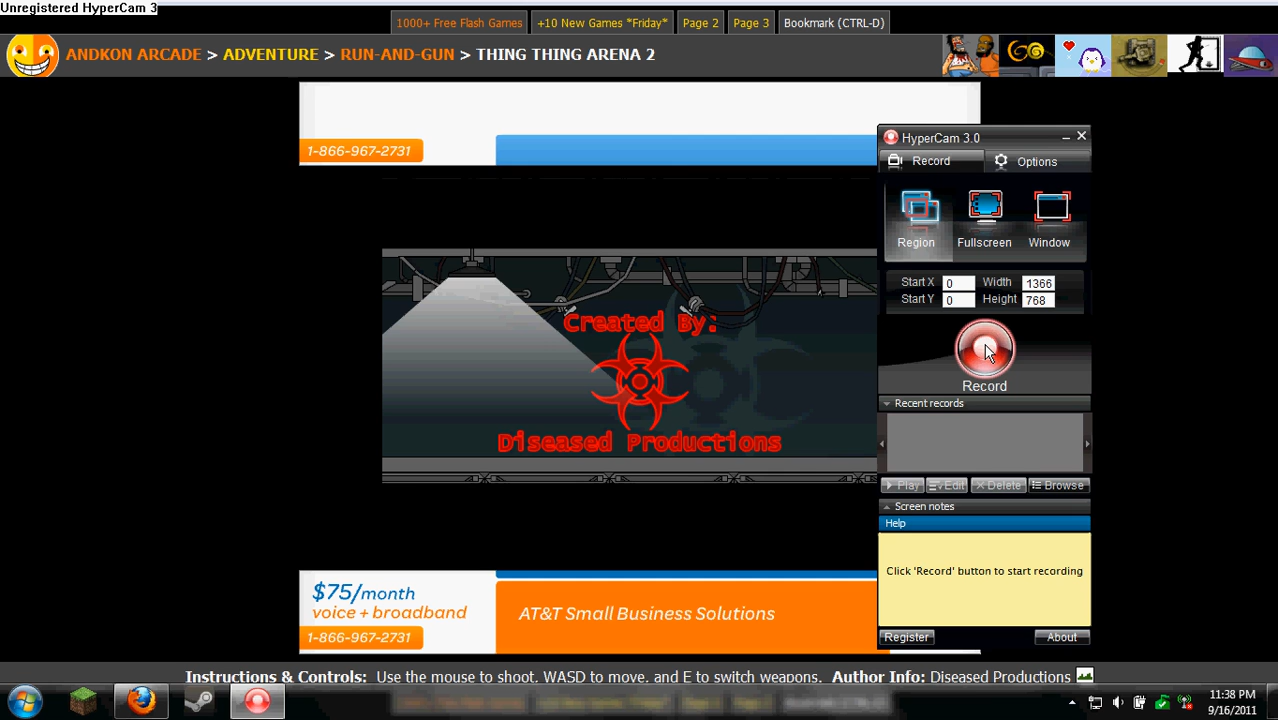 Unregistered HyperCam 3
1000+ Free Flash Games
+10 New Games *Friday*
Page 2
Page 3
Bookmark (CTRL-D)
ANDKON ARCADE > ADVENTURE > RUN-AND-GUN > THING THING ARENA 2
1-866-967-2731
HyperCam 3.0
Record
Options
Region
Fullscreen
Window
Start X 0 Width 1366
Start Y 0 Height 768
Record
Recent records
Play
Edit
Delete
Browse
Screen notes
Help
Click 'Record' button to start recording
Register
About
Created By:
Diseased Productions
$75/month
voice + broadband
1-866-967-2731
AT&T Small Business Solutions
Instructions & Controls: Use the mouse to shoot, WASD to move, and E to switch weapons. Author Info: Diseased Productions
11:38 PM
9/16/2011